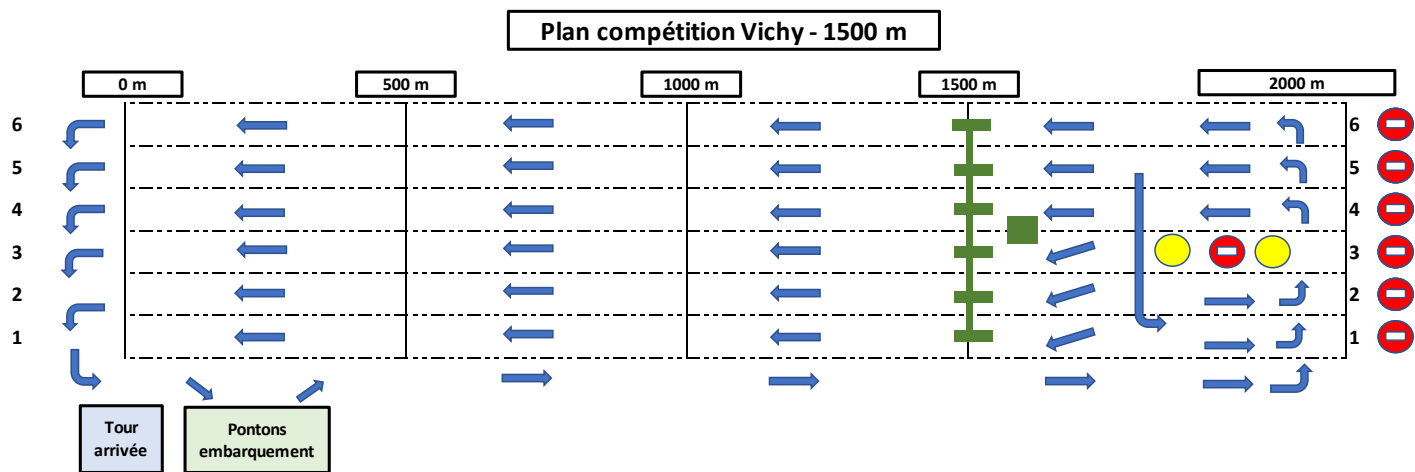 Plan compétition Vichy - 1500 m
0 m 500 m 1000 m 1500 m 2000 m
6 6
5 5
4 4
3 3
2 2
1 1
Tour
arrivée
Pontons
embarquement